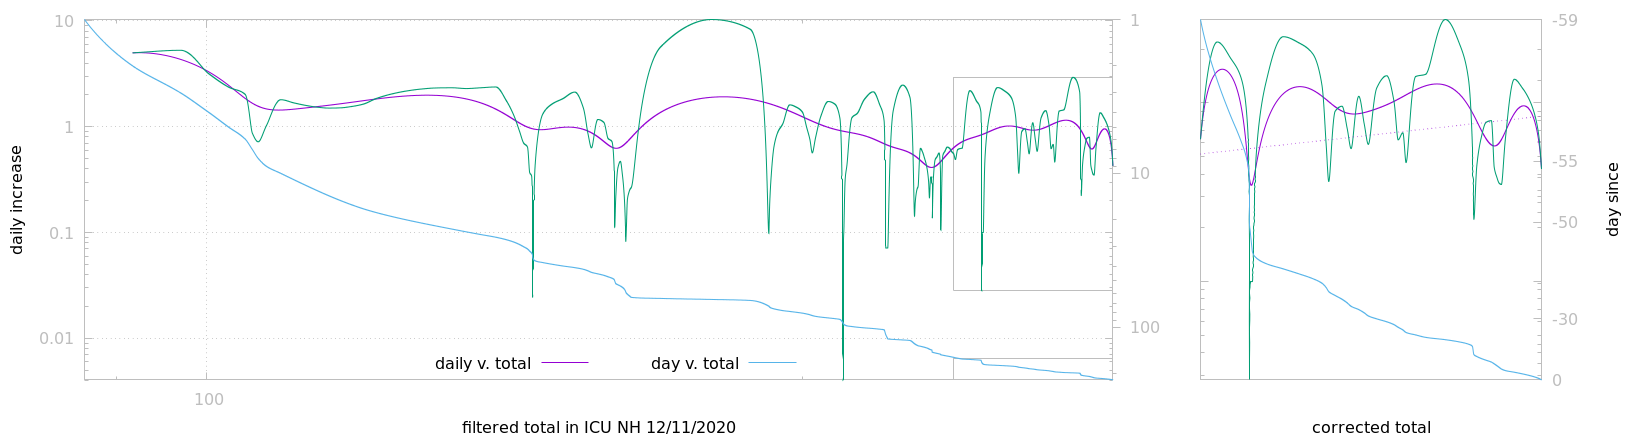 10
1
0.1
0.01
daily increase
100
daily v. total
day v. total
filtered total in ICU NH 12/11/2020
1
10
100
-59
-55
-50
-30
0
day since
corrected total